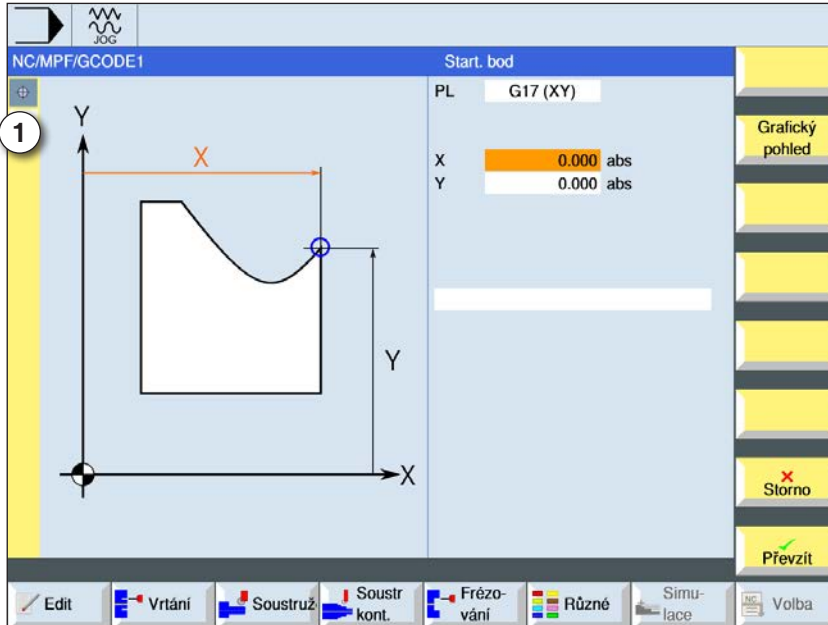 JOG
NC/MPF/GCODE1
Start. bod
PL G17 (XY)
X 0.000 abs
Y 0.000 abs
1
Y
X
Y
X
Grafický
pohled
Storno
Převzít
Edit
Vrtání
Soustruž
Soustr
kont.
Frézo-
vání
Různé
Simu-
lace
NC
Volba